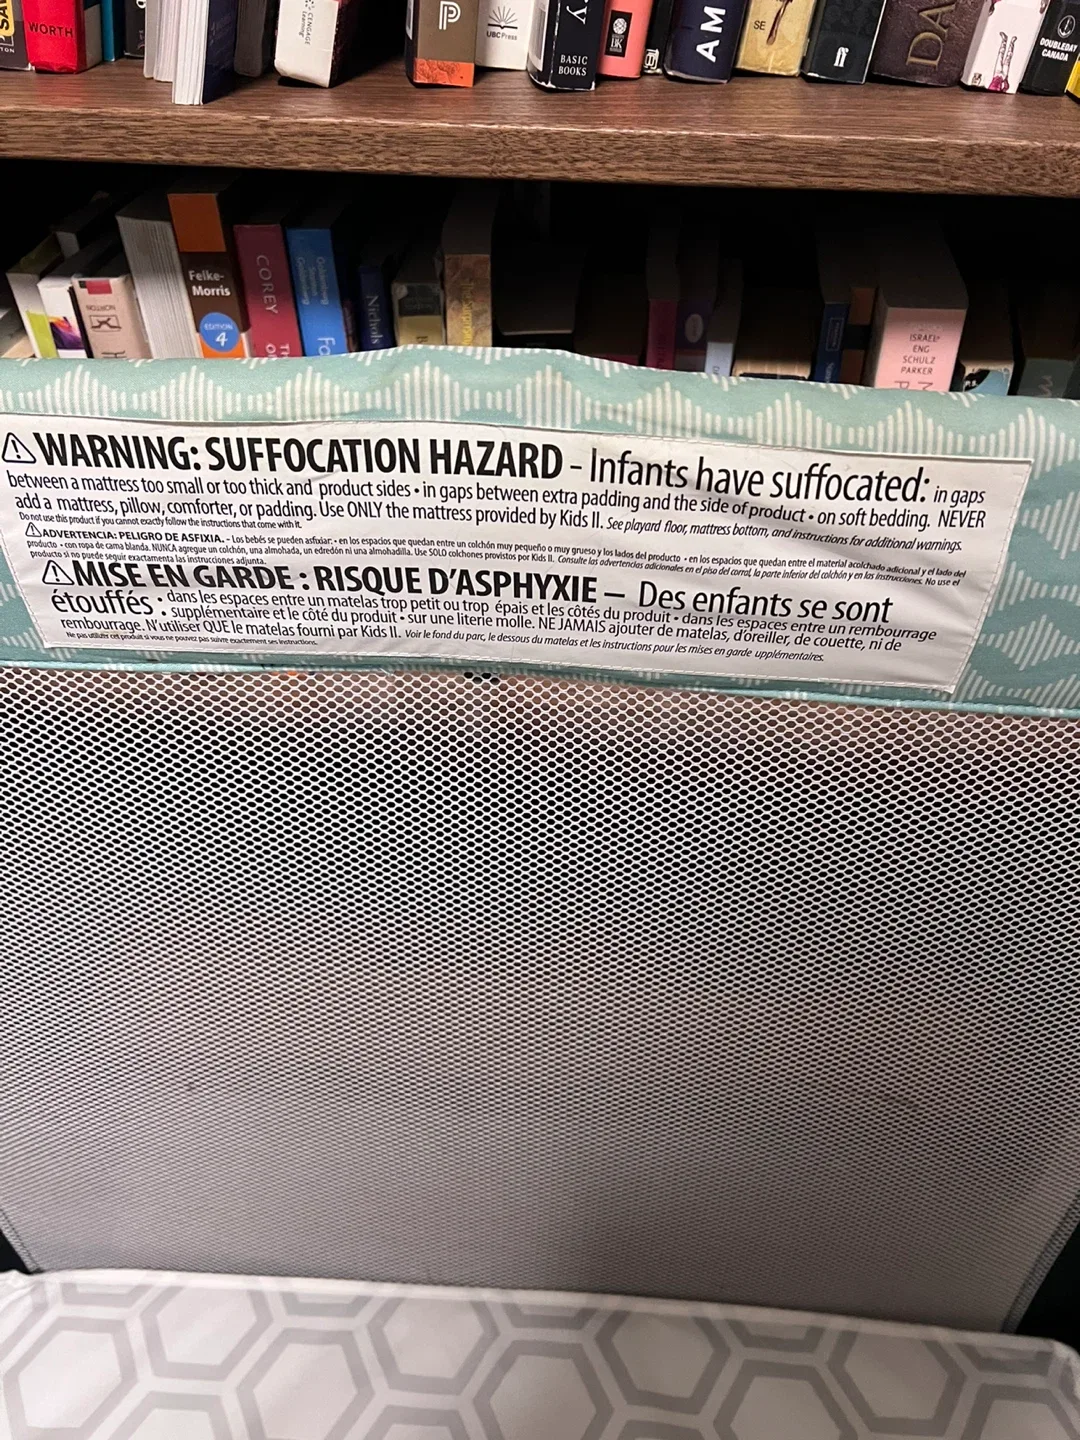 WORTH
CENGAGE Learning
P
UBC Press
BASIC BOOKS
Y
AM
SE
ff
DA
DOUBLEDAY CANADA
Felke-Morris
EDITION 4
COREY
Nichols
NORTON
ISRAEL
ENG
SCHULZ
PARKER
WARNING: SUFFOCATION HAZARD – Infants have suffocated: in gaps
between a mattress too small or too thick and product sides • in gaps between extra padding and the side of product • on soft bedding. NEVER
add a mattress, pillow, comforter, or padding. Use ONLY the mattress provided by Kids II. See playard floor, mattress bottom, and instructions for additional warnings.
Do not use this product if you cannot exactly follow the instructions that come with it.
ADVERTENCIA: PELIGRO DE ASFIXIA. - Los bebés se pueden asfixiar: • en los espacios que quedan entre un colchón muy pequeño o muy grueso y los lados del producto • en los espacios que quedan entre el material acolchado adicional y el lado del
producto • con ropa de cama blanda. NUNCA agregue un colchón, una almohada, un edredón ni una almohadilla. Use SOLO colchones provistos por Kids II. Consulte las advertencias adicionales en el piso del corral, la parte inferior del colchón y en las instrucciones. No use el
producto si no puede seguir exactamente las instrucciones adjunta.
MISE EN GARDE : RISQUE D'ASPHYXIE – Des enfants se sont
étouffés • dans les espaces entre un matelas trop petit ou trop épais et les côtés du produit • dans les espaces entre un rembourrage
• supplémentaire et le côté du produit • sur une literie molle. NE JAMAIS ajouter de matelas, d'oreiller, de couette, ni de
rembourrage. N'utiliser QUE le matelas fourni par Kids II. Voir le fond du parc, le dessous du matelas et les instructions pour les mises en garde upplémentaires.
Ne pas utiliser cet produit si vous ne pouvez pas suivre exactement ses instructions.